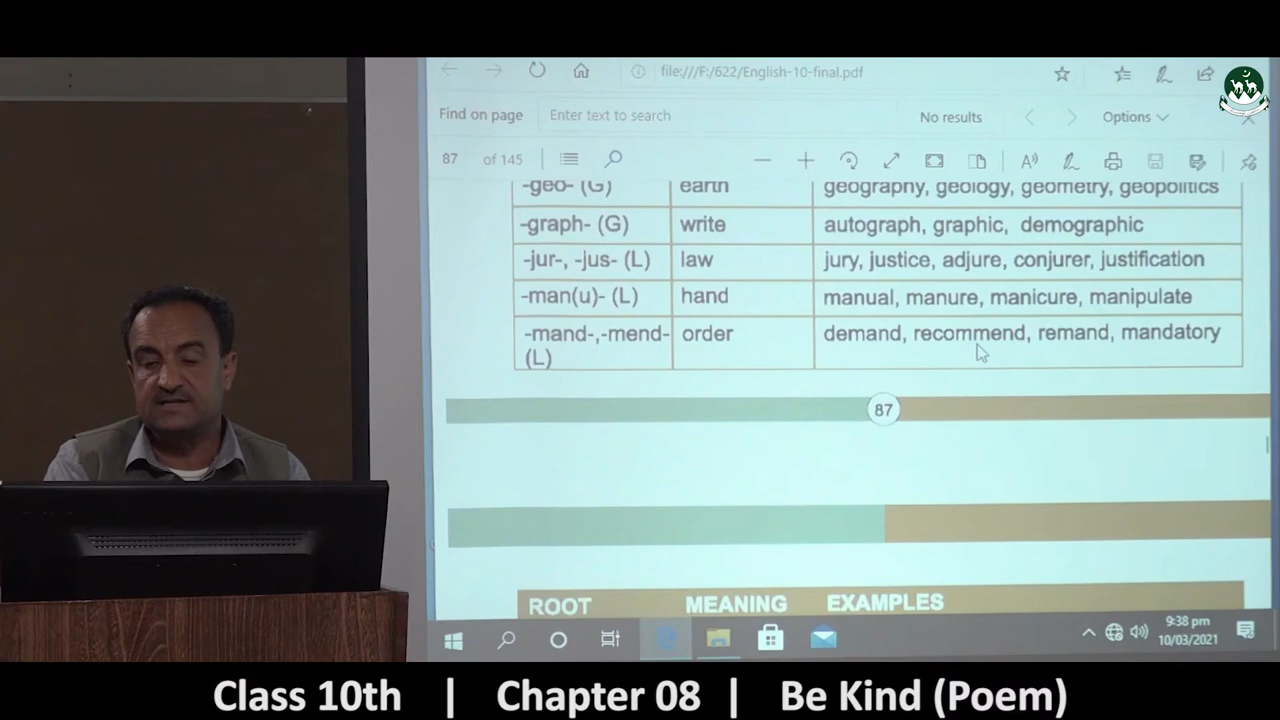 file:///F:/622/English-10-final.pdf
Find on page Enter text to search No results Options
87 of 145
-geo- (G) earth geography, geology, geometry, geopolitics
-graph- (G) write autograph, graphic, demographic
-jur-, -jus- (L) law jury, justice, adjure, conjurer, justification
-man(u)- (L) hand manual, manure, manicure, manipulate
-mand-,-mend- (L) order demand, recommend, remand, mandatory
87
ROOT MEANING EXAMPLES
9:38 pm
10/03/2021
Class 10th | Chapter 08 | Be Kind (Poem)